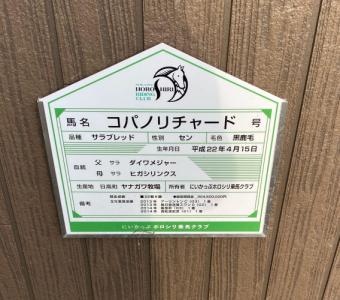 HOROSHIRI
RIDING
CLUB
馬名 コパノリチャード 号
品種 サラブレッド 性別 セン 毛色 黒鹿毛
生年月日 平成22年4月15日
血統 父 サラ ダイワメジャー
母 サラ ヒガシリンクス
生産地 日高町 ヤナガワ牧場 所有者 にいかっぷホロシリ乗馬クラブ
備考
にいかっぷホロシリ乗馬クラブ